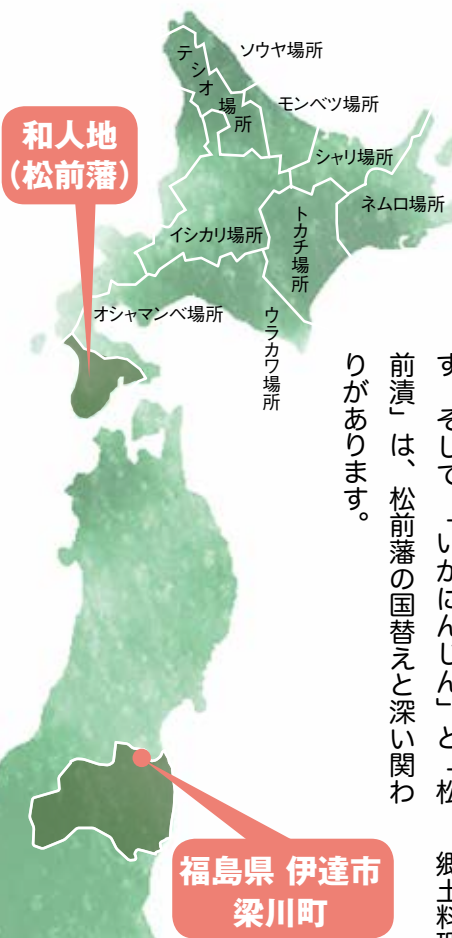 ソウヤ場所
テシオ場所
モンベツ場所
シャリ場所
ネムロ場所
トカチ場所
イシカリ場所
オシャマンベ場所
ウラカワ場所
和人地
(松前藩)
福島県 伊達市
梁川町
す。そして、「いかにんじん」と「松
前漬」は、松前藩の国替えと深い関わ
りがあります。
郷土料理